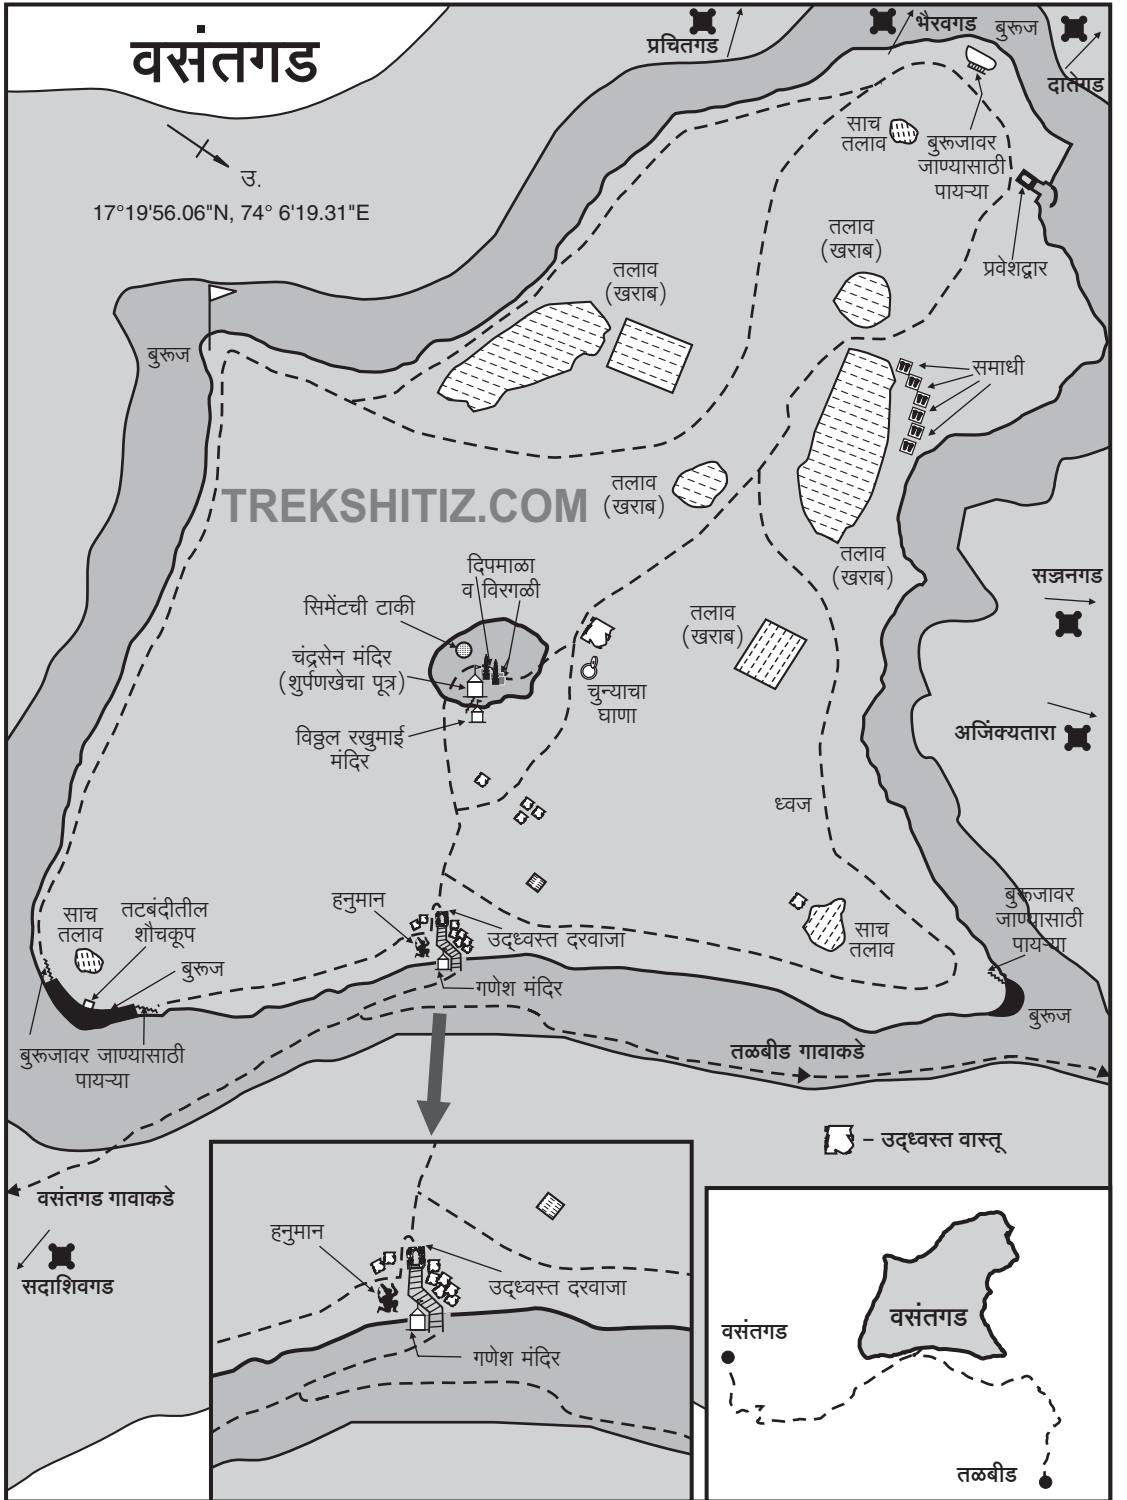 वसंतगड
उ.
17°19'56.06"N, 74° 6'19.31"E
प्रचितगड
भैरवगड
बुरूज
दातेगड
साच
तलाव
बुरूजावर
जाण्यासाठी
पायऱ्या
प्रवेशद्वार
तलाव
(खराब)
तलाव
(खराब)
बुरूज
समाधी
TREKSHITIZ.COM
तलाव
(खराब)
तलाव
(खराब)
दिपमाळा
व विरगळी
सिमेंटची टाकी
चंद्रसेन मंदिर
(शुर्पणखेचा पूत्र)
विठ्ठल रखुमाई
मंदिर
तलाव
(खराब)
चुन्याचा
घाणा
सज्जनगड
अजिंक्यतारा
ध्वज
हनुमान
उद्ध्वस्त दरवाजा
गणेश मंदिर
साच
तलाव
तटबंदीतील
शौचकूप
बुरूज
बुरूजावर जाण्यासाठी
पायऱ्या
साच
तलाव
बुरूजावर
जाण्यासाठी
पायऱ्या
बुरूज
तळबीड गावाकडे
उद्ध्वस्त वास्तू
वसंतगड गावाकडे
सदाशिवगड
हनुमान
उद्ध्वस्त दरवाजा
गणेश मंदिर
वसंतगड
वसंतगड
तळबीड